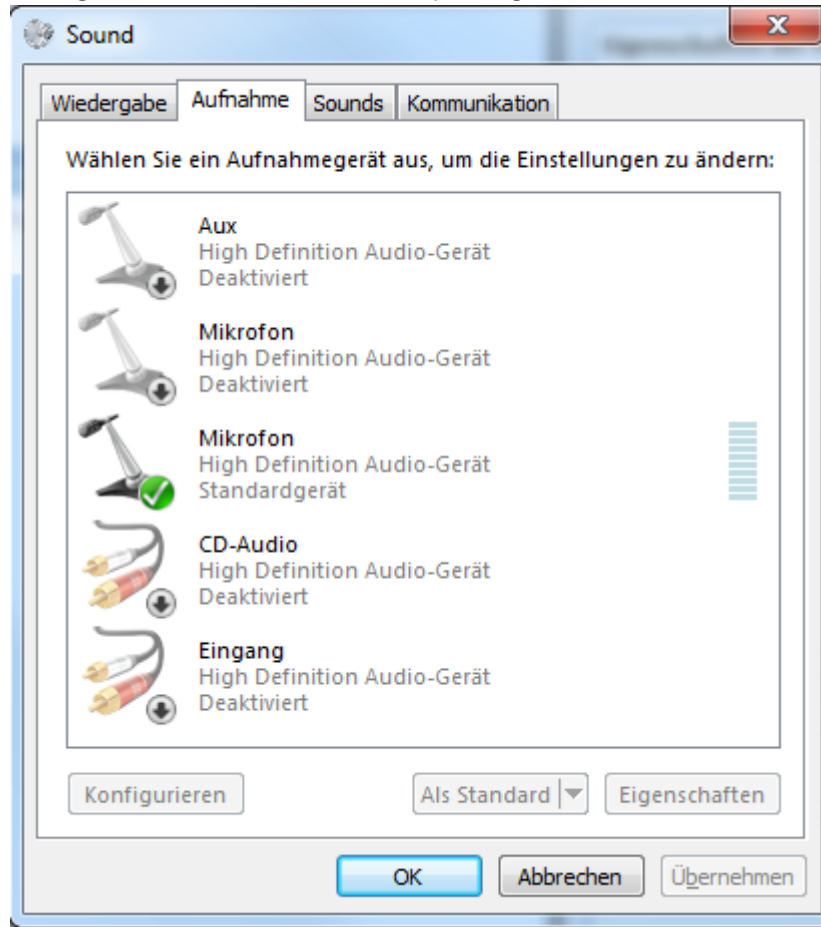 Sound
Wiedergabe Aufnahme Sounds Kommunikation
Wählen Sie ein Aufnahmegerät aus, um die Einstellungen zu ändern:
Aux
High Definition Audio-Gerät
Deaktiviert
Mikrofon
High Definition Audio-Gerät
Deaktiviert
Mikrofon
High Definition Audio-Gerät
Standardgerät
CD-Audio
High Definition Audio-Gerät
Deaktiviert
Eingang
High Definition Audio-Gerät
Deaktiviert
Konfigurieren Als Standard Eigenschaften
OK Abbrechen Übernehmen